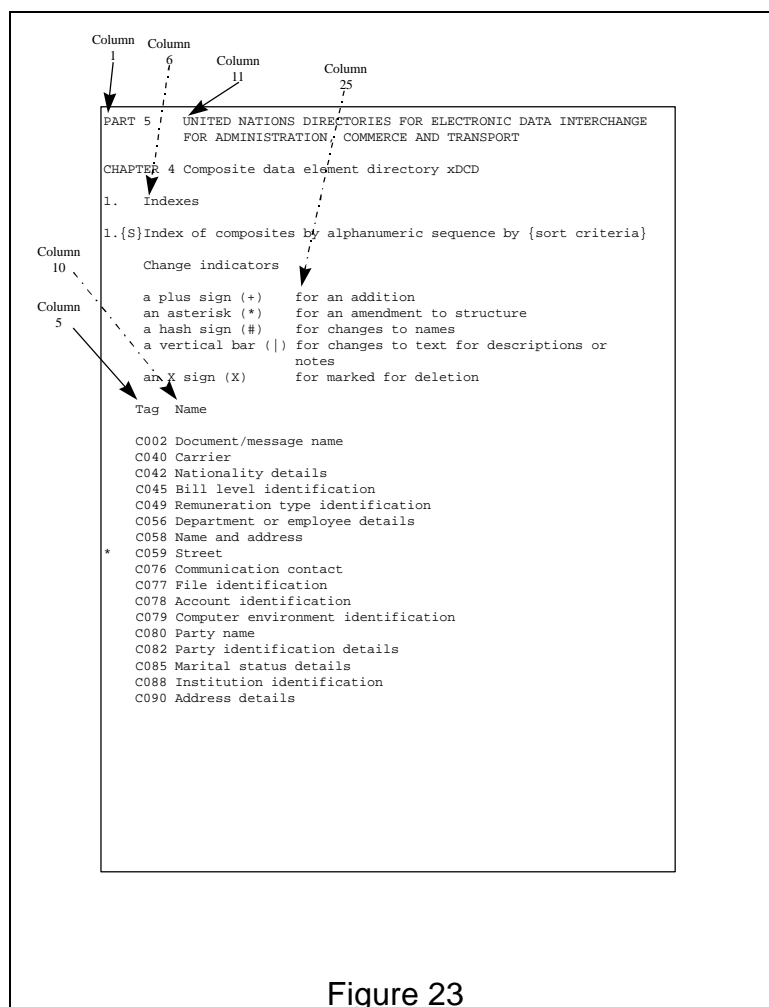 Column
1
Column
6
Column
11
Column
25
PART 5 UNITED NATIONS DIRECTORIES FOR ELECTRONIC DATA INTERCHANGE
FOR ADMINISTRATION, COMMERCE AND TRANSPORT
CHAPTER 4 Composite data element directory xDCD
1. Indexes
1.{S}Index of composites by alphanumeric sequence by {sort criteria}
Column
10
Change indicators
a plus sign (+) for an addition
Column
5
an asterisk (*) for an amendment to structure
a hash sign (#) for changes to names
a vertical bar (|) for changes to text for descriptions or
notes
an X sign (X) for marked for deletion
Tag Name
C002 Document/message name
C040 Carrier
C042 Nationality details
C045 Bill level identification
C049 Remuneration type identification
C056 Department or employee details
C058 Name and address
* C059 Street
C076 Communication contact
C077 File identification
C078 Account identification
C079 Computer environment identification
C080 Party name
C082 Party identification details
C085 Marital status details
C088 Institution identification
C090 Address details
Figure 23